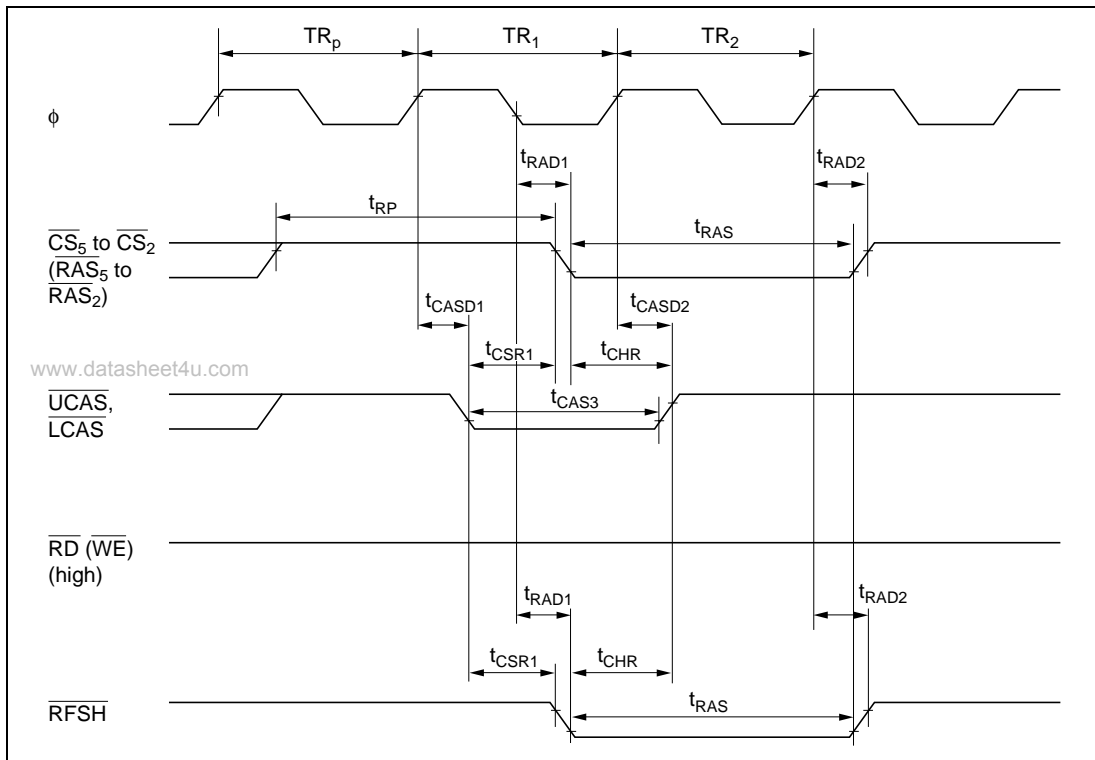 TRp TR1 TR2
φ
tRAD1 tRAD2
tRP
CS5 to CS2
(RAS5 to
RAS2)
tRAS
tCASD1 tCASD2
tCSR1 tCHR
www.datasheet4u.com
UCAS,
LCAS
tCAS3
RD (WE)
(high)
tRAD1 tRAD2
tCSR1 tCHR
RFSH
tRAS